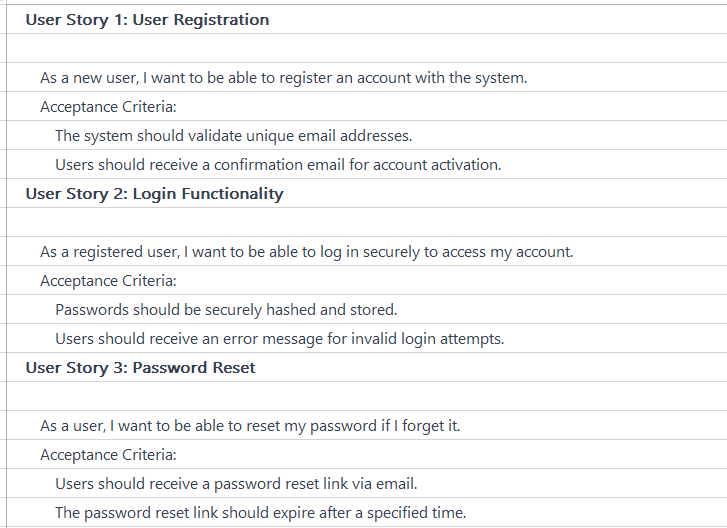 User Story 1: User Registration
As a new user, I want to be able to register an account with the system.
Acceptance Criteria:
The system should validate unique email addresses.
Users should receive a confirmation email for account activation.
User Story 2: Login Functionality
As a registered user, I want to be able to log in securely to access my account.
Acceptance Criteria:
Passwords should be securely hashed and stored.
Users should receive an error message for invalid login attempts.
User Story 3: Password Reset
As a user, I want to be able to reset my password if I forget it.
Acceptance Criteria:
Users should receive a password reset link via email.
The password reset link should expire after a specified time.